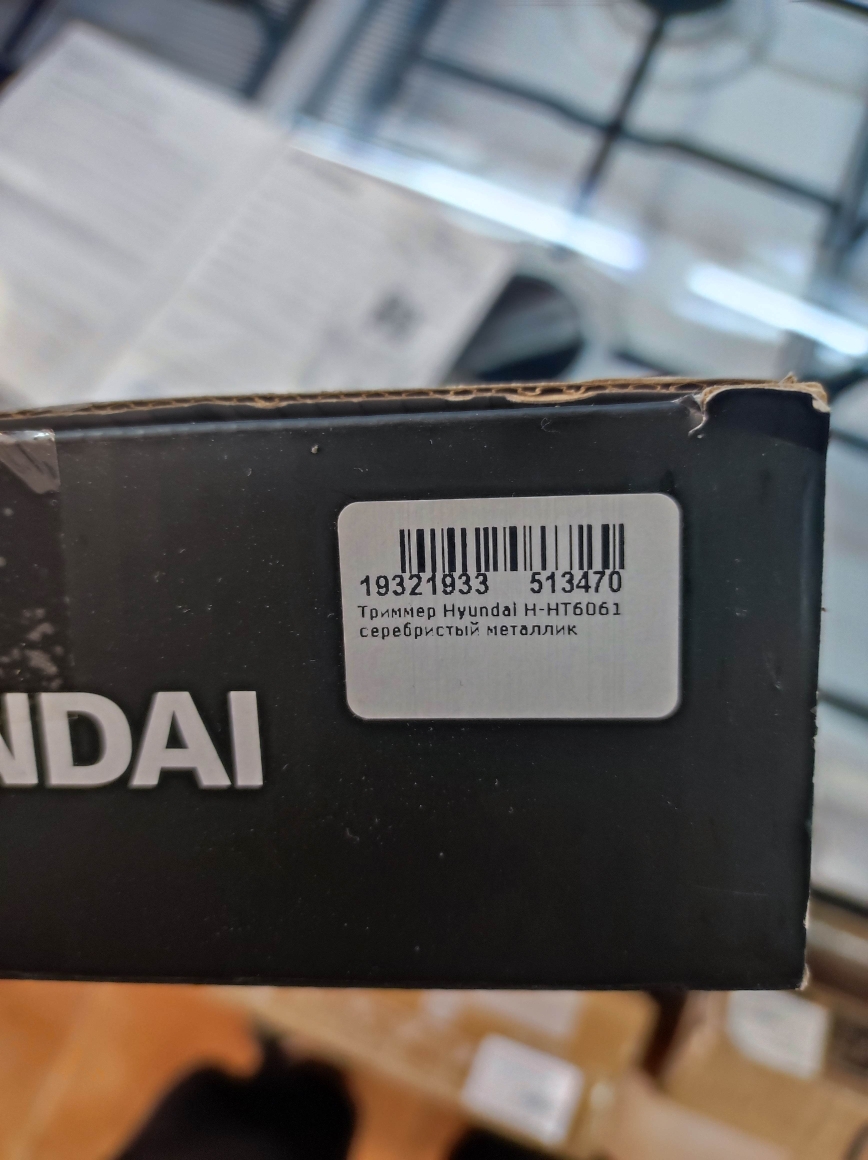 19321933 513470
Триммер Hyundai H-HT6061
серебристый металлик
NDAI